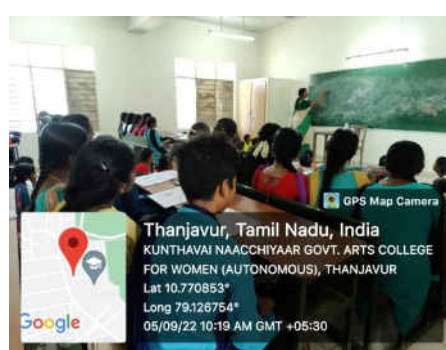 GPS Map Camera
Thanjavur, Tamil Nadu, India
KUNTHAVAI NAACCHIYAAR GOVT. ARTS COLLEGE
FOR WOMEN (AUTONOMOUS), THANJAVUR
Lat 10.770853°
Long 79.126754°
05/09/22 10:19 AM GMT +05:30
Google